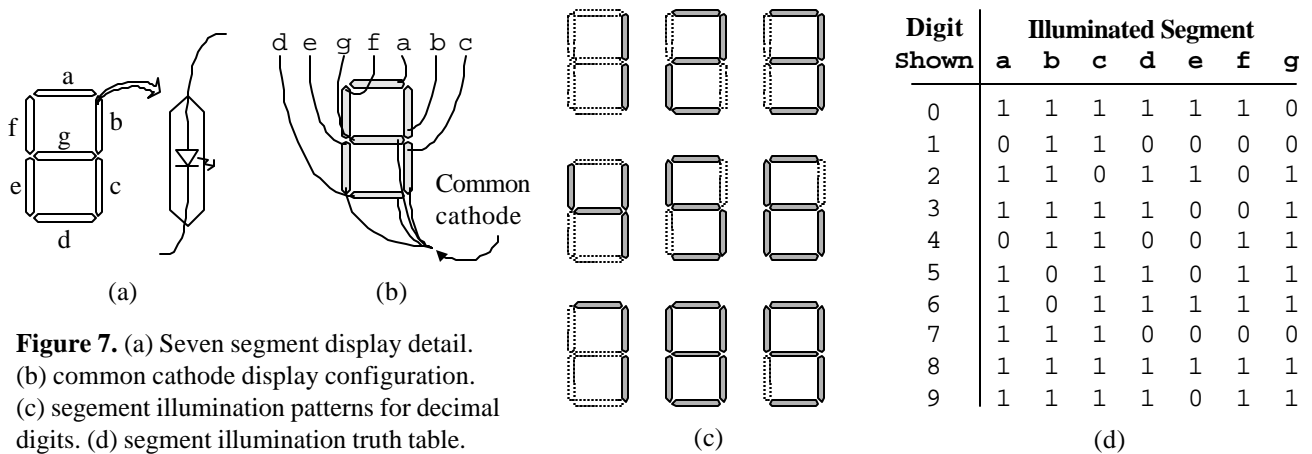 a
f
b
g
e
c
d
(a)
d e g f a b c
Common
cathode
(b)
Figure 7. (a) Seven segment display detail.
(b) common cathode display configuration.
(c) segement illumination patterns for decimal
digits. (d) segment illumination truth table.
(c)
Digit Illuminated Segment
Shown a b c d e f g
0 1 1 1 1 1 1 0
1 0 1 1 0 0 0 0
2 1 1 0 1 1 0 1
3 1 1 1 1 0 0 1
4 0 1 1 0 0 1 1
5 1 0 1 1 0 1 1
6 1 0 1 1 1 1 1
7 1 1 1 0 0 0 0
8 1 1 1 1 1 1 1
9 1 1 1 1 0 1 1
(d)